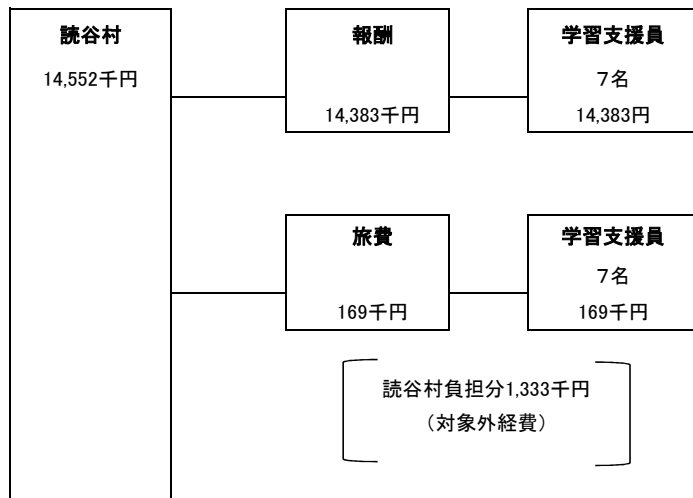 読谷村
14,552千円
報酬
14,383千円
学習支援員
７名
14,383円
旅費
169千円
学習支援員
７名
169千円
読谷村負担分1,333千円
（対象外経費）